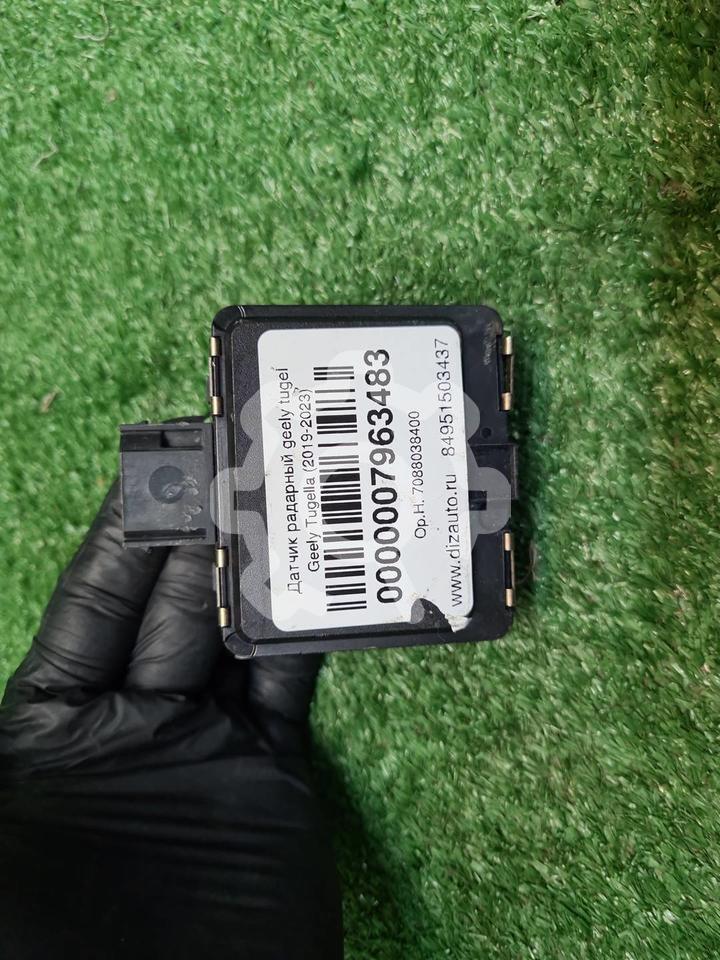 Датчик радарный geely tugel
Geely Tugella (2019-2023)
0000007963483
Ор.Н: 7088038400
www.dizauto.ru 84951503437